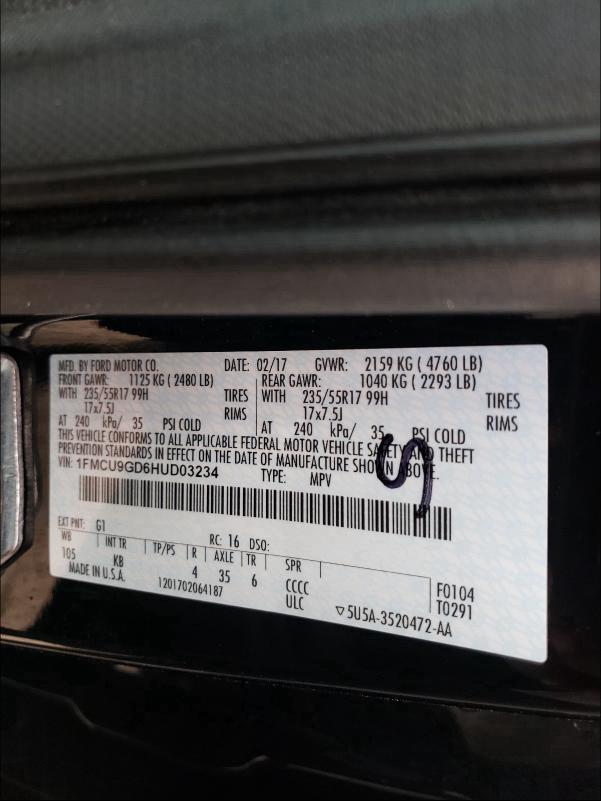 MFD. BY FORD MOTOR CO. DATE: 02/17 GVWR: 2159 KG ( 4760 LB)
FRONT GAWR: 1125 KG ( 2480 LB) REAR GAWR: 1040 KG ( 2293 LB)
WITH 235/55R17 99H TIRES WITH 235/55R17 99H TIRES
17x7.5J RIMS 17x7.5J RIMS
AT 240 kPa/ 35 PSI COLD AT 240 kPa/ 35 PSI COLD
THIS VEHICLE CONFORMS TO ALL APPLICABLE FEDERAL MOTOR VEHICLE SAFETY AND THEFT
PREVENTION STANDARDS IN EFFECT ON THE DATE OF MANUFACTURE SHOWN ABOVE.
VIN: 1FMCU9GD6HUD03234 TYPE: MPV
EXT PNT: G1 RC: 16 DSO:
WB INT TR TP/PS R AXLE TR SPR
105 KB 4 35 6 CCCC F0104
MADE IN U.S.A. 1201702064187 ULC T0291
▽5U5A-3520472-AA